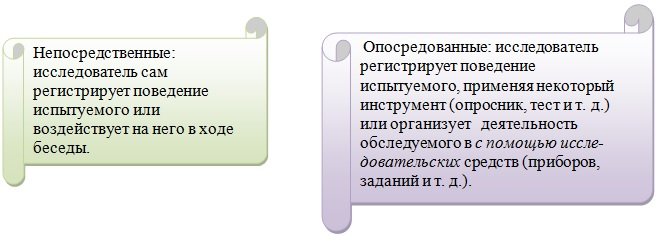 Непосредственные:
исследователь сам
регистрирует поведение
испытуемого или
воздействует на него в ходе
беседы.
Опосредованные: исследователь
регистрирует поведение
испытуемого, применяя некоторый
инструмент (опросник, тест и т. д.)
или организует деятельность
обследуемого в с помощью иссле-
довательских средств (приборов,
заданий и т. д.).